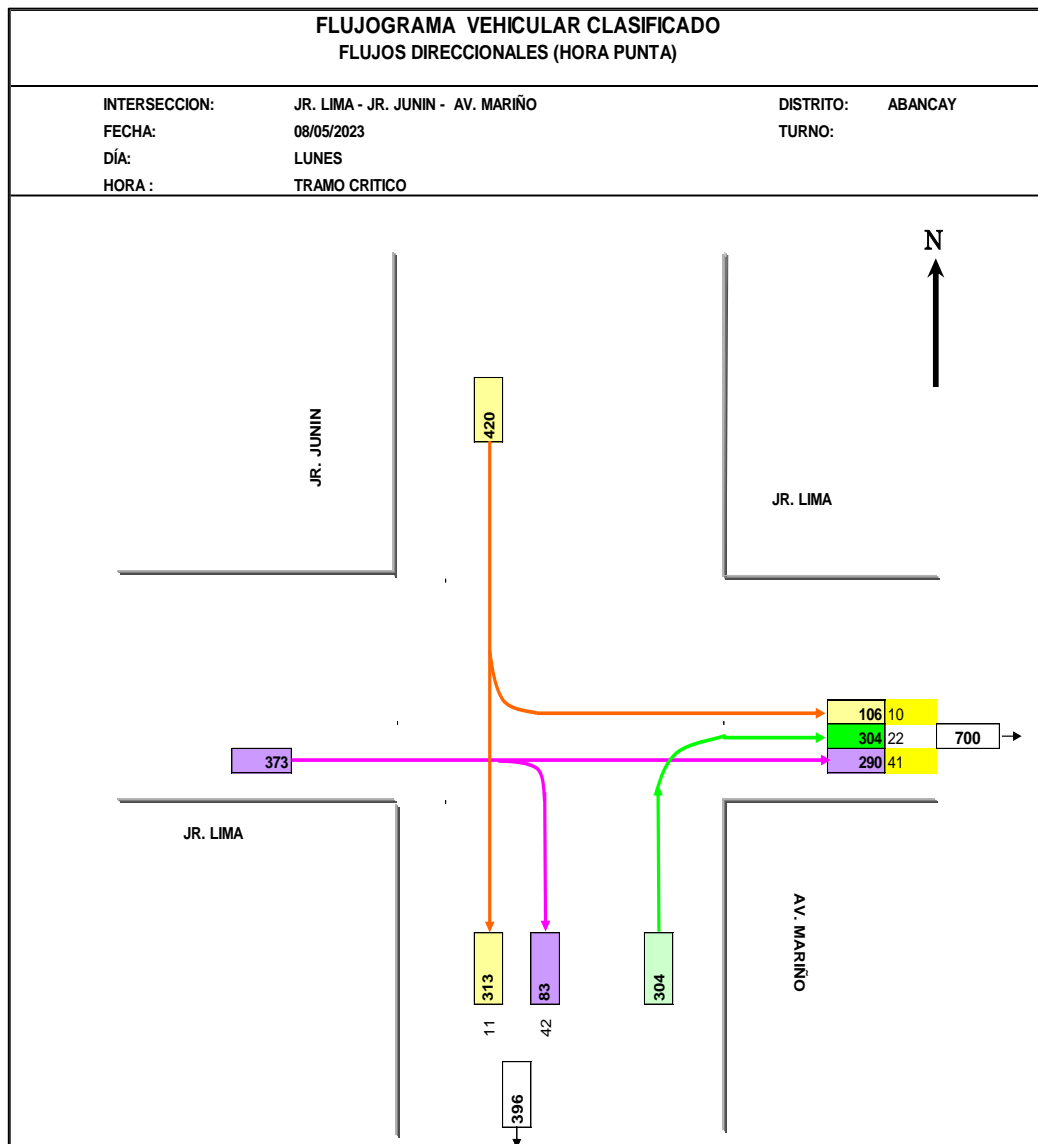 FLUJOGRAMA VEHICULAR CLASIFICADO
FLUJOS DIRECCIONALES (HORA PUNTA)
INTERSECCION: JR. LIMA - JR. JUNIN - AV. MARIÑO DISTRITO: ABANCAY
FECHA: 08/05/2023 TURNO:
DÍA: LUNES
HORA : TRAMO CRITICO
N
420
JR. JUNIN
JR. LIMA
106 10
304 22 700
373 290 41
JR. LIMA
AV. MARIÑO
313 83 304
11 42
396